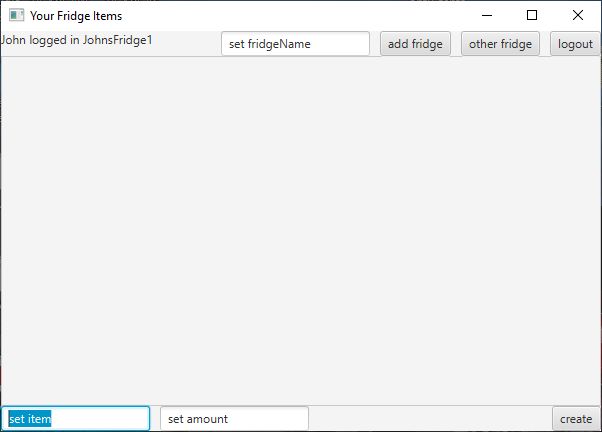 Your Fridge Items
John logged in JohnsFridge1
set fridgeName
add fridge
other fridge
logout
set item
set amount
create